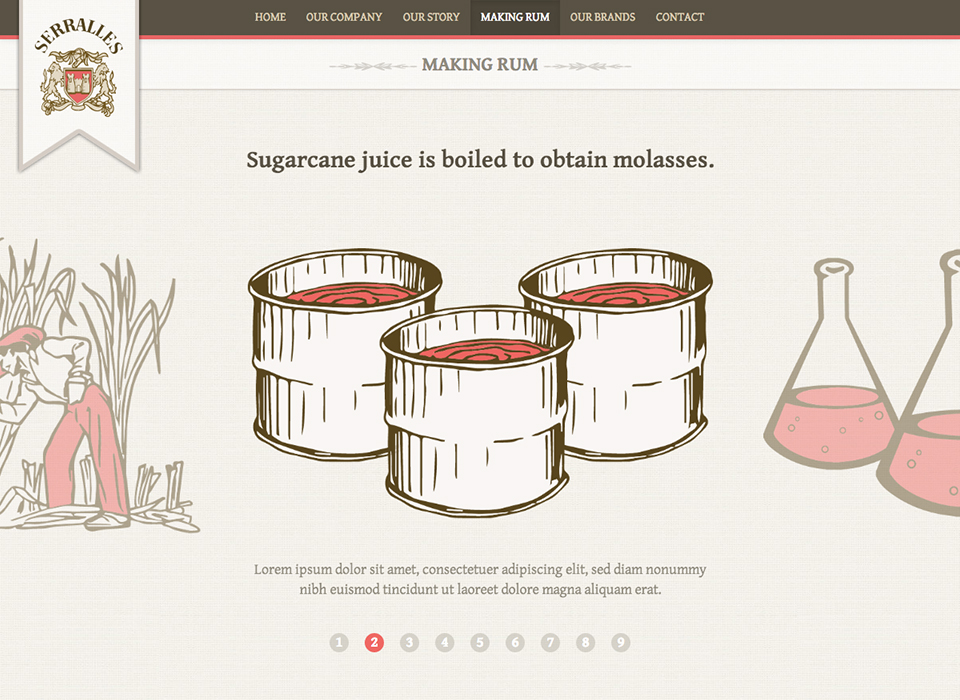 HOME OUR COMPANY OUR STORY MAKING RUM OUR BRANDS CONTACT
SERRALLES
MAKING RUM
Sugarcane juice is boiled to obtain molasses.
Lorem ipsum dolor sit amet, consectetuer adipiscing elit, sed diam nonummy
nibh euismod tincidunt ut laoreet dolore magna aliquam erat.
1 2 3 4 5 6 7 8 9